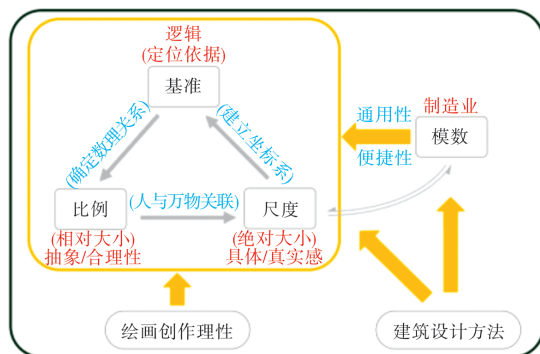 逻辑
(定位依据)
基准
(确定数理关系)
(建立坐标系)
通用性
便捷性
制造业
模数
比例
(人与万物关联)
尺度
(相对大小)
抽象/合理性
(绝对大小)
具体/真实感
绘画创作理性
建筑设计方法